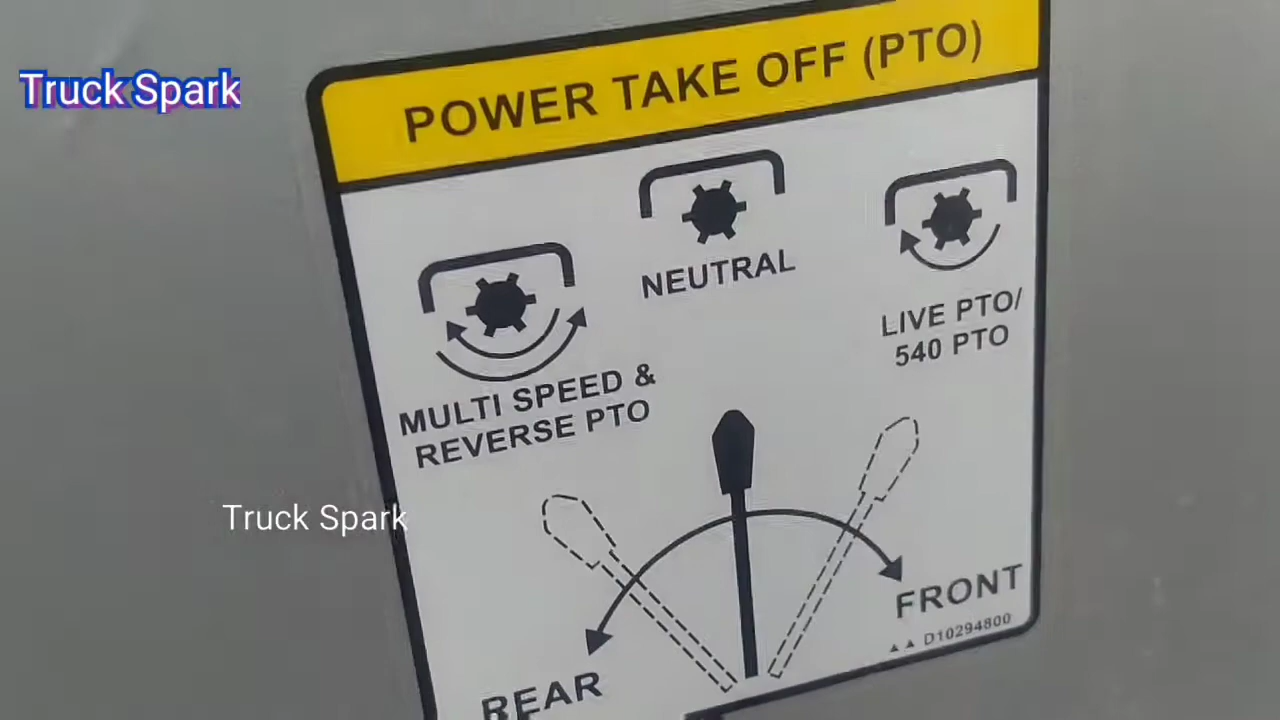 Truck Spark
POWER TAKE OFF (PTO)
NEUTRAL
MULTI SPEED &
REVERSE PTO
LIVE PTO/
540 PTO
Truck Spark
REAR
FRONT
▲▲ D10294800